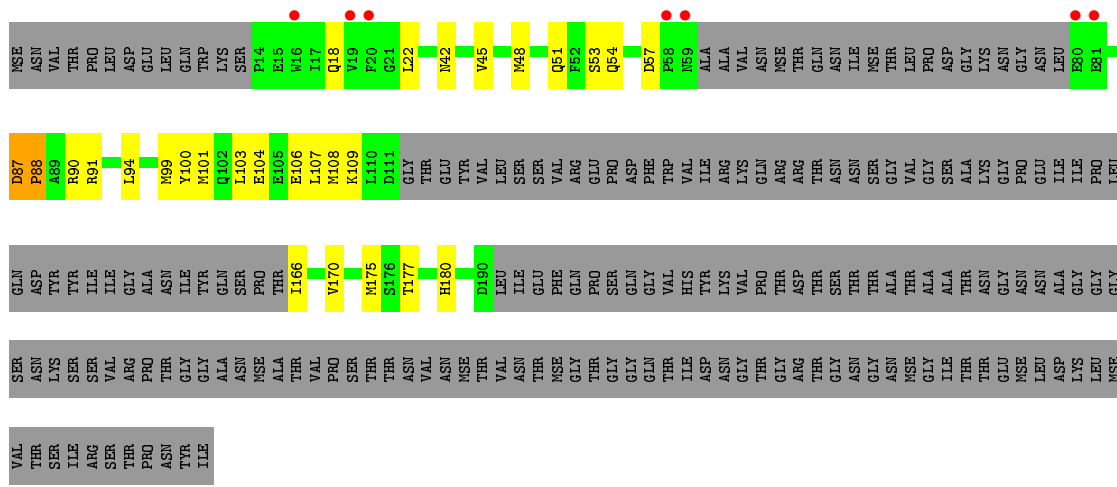 MSE ASN VAL THR PRO LEU ASP GLU LEU GLN TRP LYS SER P14 E15 W16 I17 Q18 V19 F20 G21 L22 N42 V45 M48 Q51 F52 S53 Q54 D57 P58 N59 ALA ALA VAL ASN MSE THR GLN ASN ILE MSE THR LEU PRO ASP GLY LYS ASN GLY ASN LEU E80 E81
D87 P88 A89 R90 R91 L94 M99 Y100 M101 Q102 L103 E104 E105 E106 L107 M108 K109 L110 D111 GLY THR GLU TYR VAL LEU SER SER VAL ARG GLU PRO ASP PHE TRP VAL ILE ARG LYS GLN ARG ARG THR ASN ASN SER GLY VAL GLY SER ALA LYS GLY PRO GLU ILE ILE PRO LEU
GLN ASP TYR TYR ILE ILE GLY ALA ASN ILE TYR GLN SER PRO THR I166 V170 M175 S176 T177 H180 D190 LEU ILE GLU PHE GLN PRO SER GLN GLY VAL HIS TYR LYS VAL PRO THR ASP THR SER THR THR ALA THR ALA ALA THR ASN GLY ASN ASN ALA GLY GLY GLY
SER ASN LYS SER SER VAL ARG PRO THR GLY GLY ALA ASN MSE ALA THR VAL PRO SER THR THR ASN VAL ASN MSE THR VAL ASN THR MSE GLY THR GLY GLY GLN THR ILE ASP ASN GLY THR GLY ARG THR GLY ASN GLY ASN MSE GLY ILE THR THR GLU MSE LEU ASP LYS LEU MSE
VAL THR SER ILE ARG SER THR PRO ASN TYR ILE